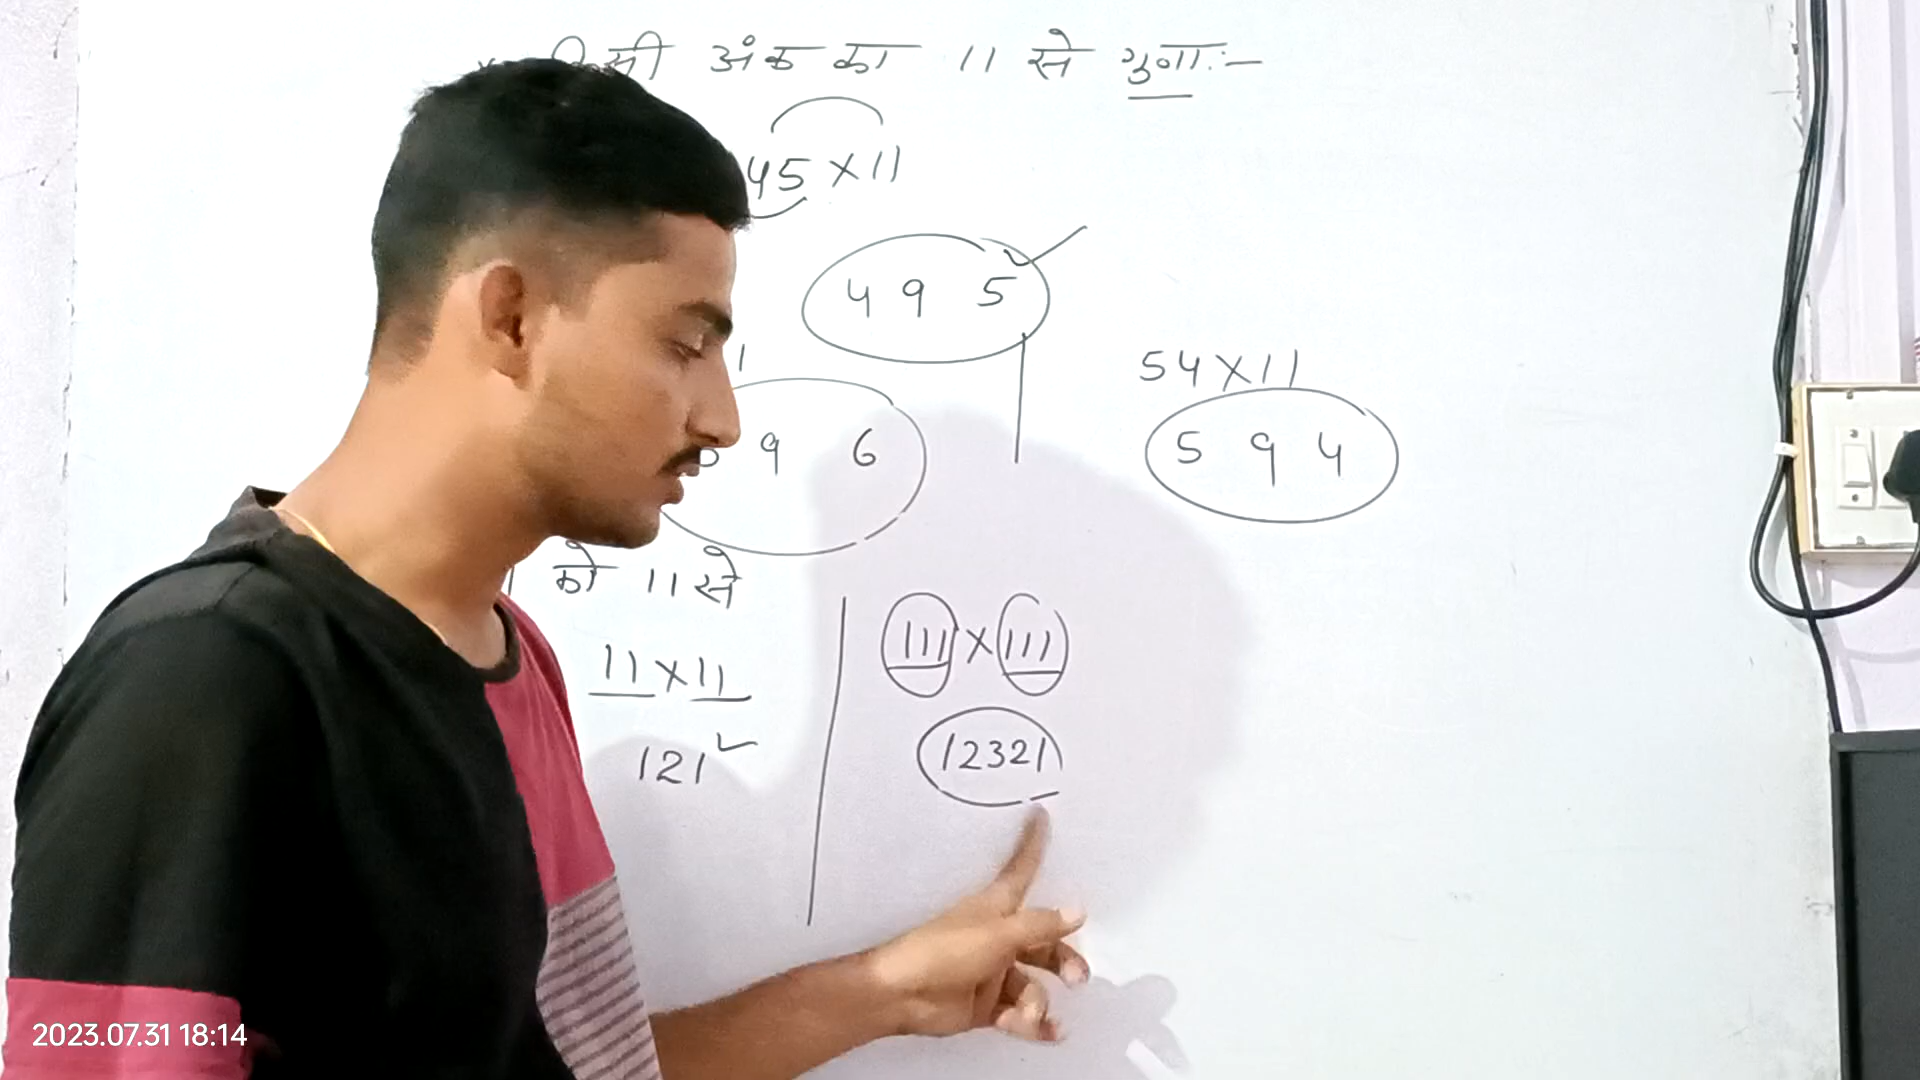 अंक का 11 से गुणा:-
45 X 11
4 9 5
54 X 11
9 6
5 9 4
को 11 से
11 X 11
111 X 111
121
12321
2023.07.31 18:14